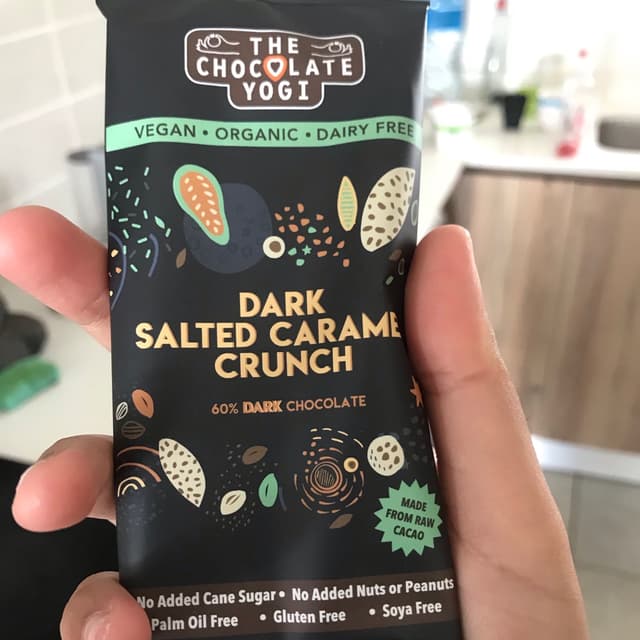 THE
CHOCOLATE
YOGI
VEGAN • ORGANIC • DAIRY FREE
DARK
SALTED CARAME
CRUNCH
60% DARK CHOCOLATE
MADE
FROM RAW
CACAO
No Added Cane Sugar • No Added Nuts or Peanuts
Palm Oil Free • Gluten Free • Soya Free